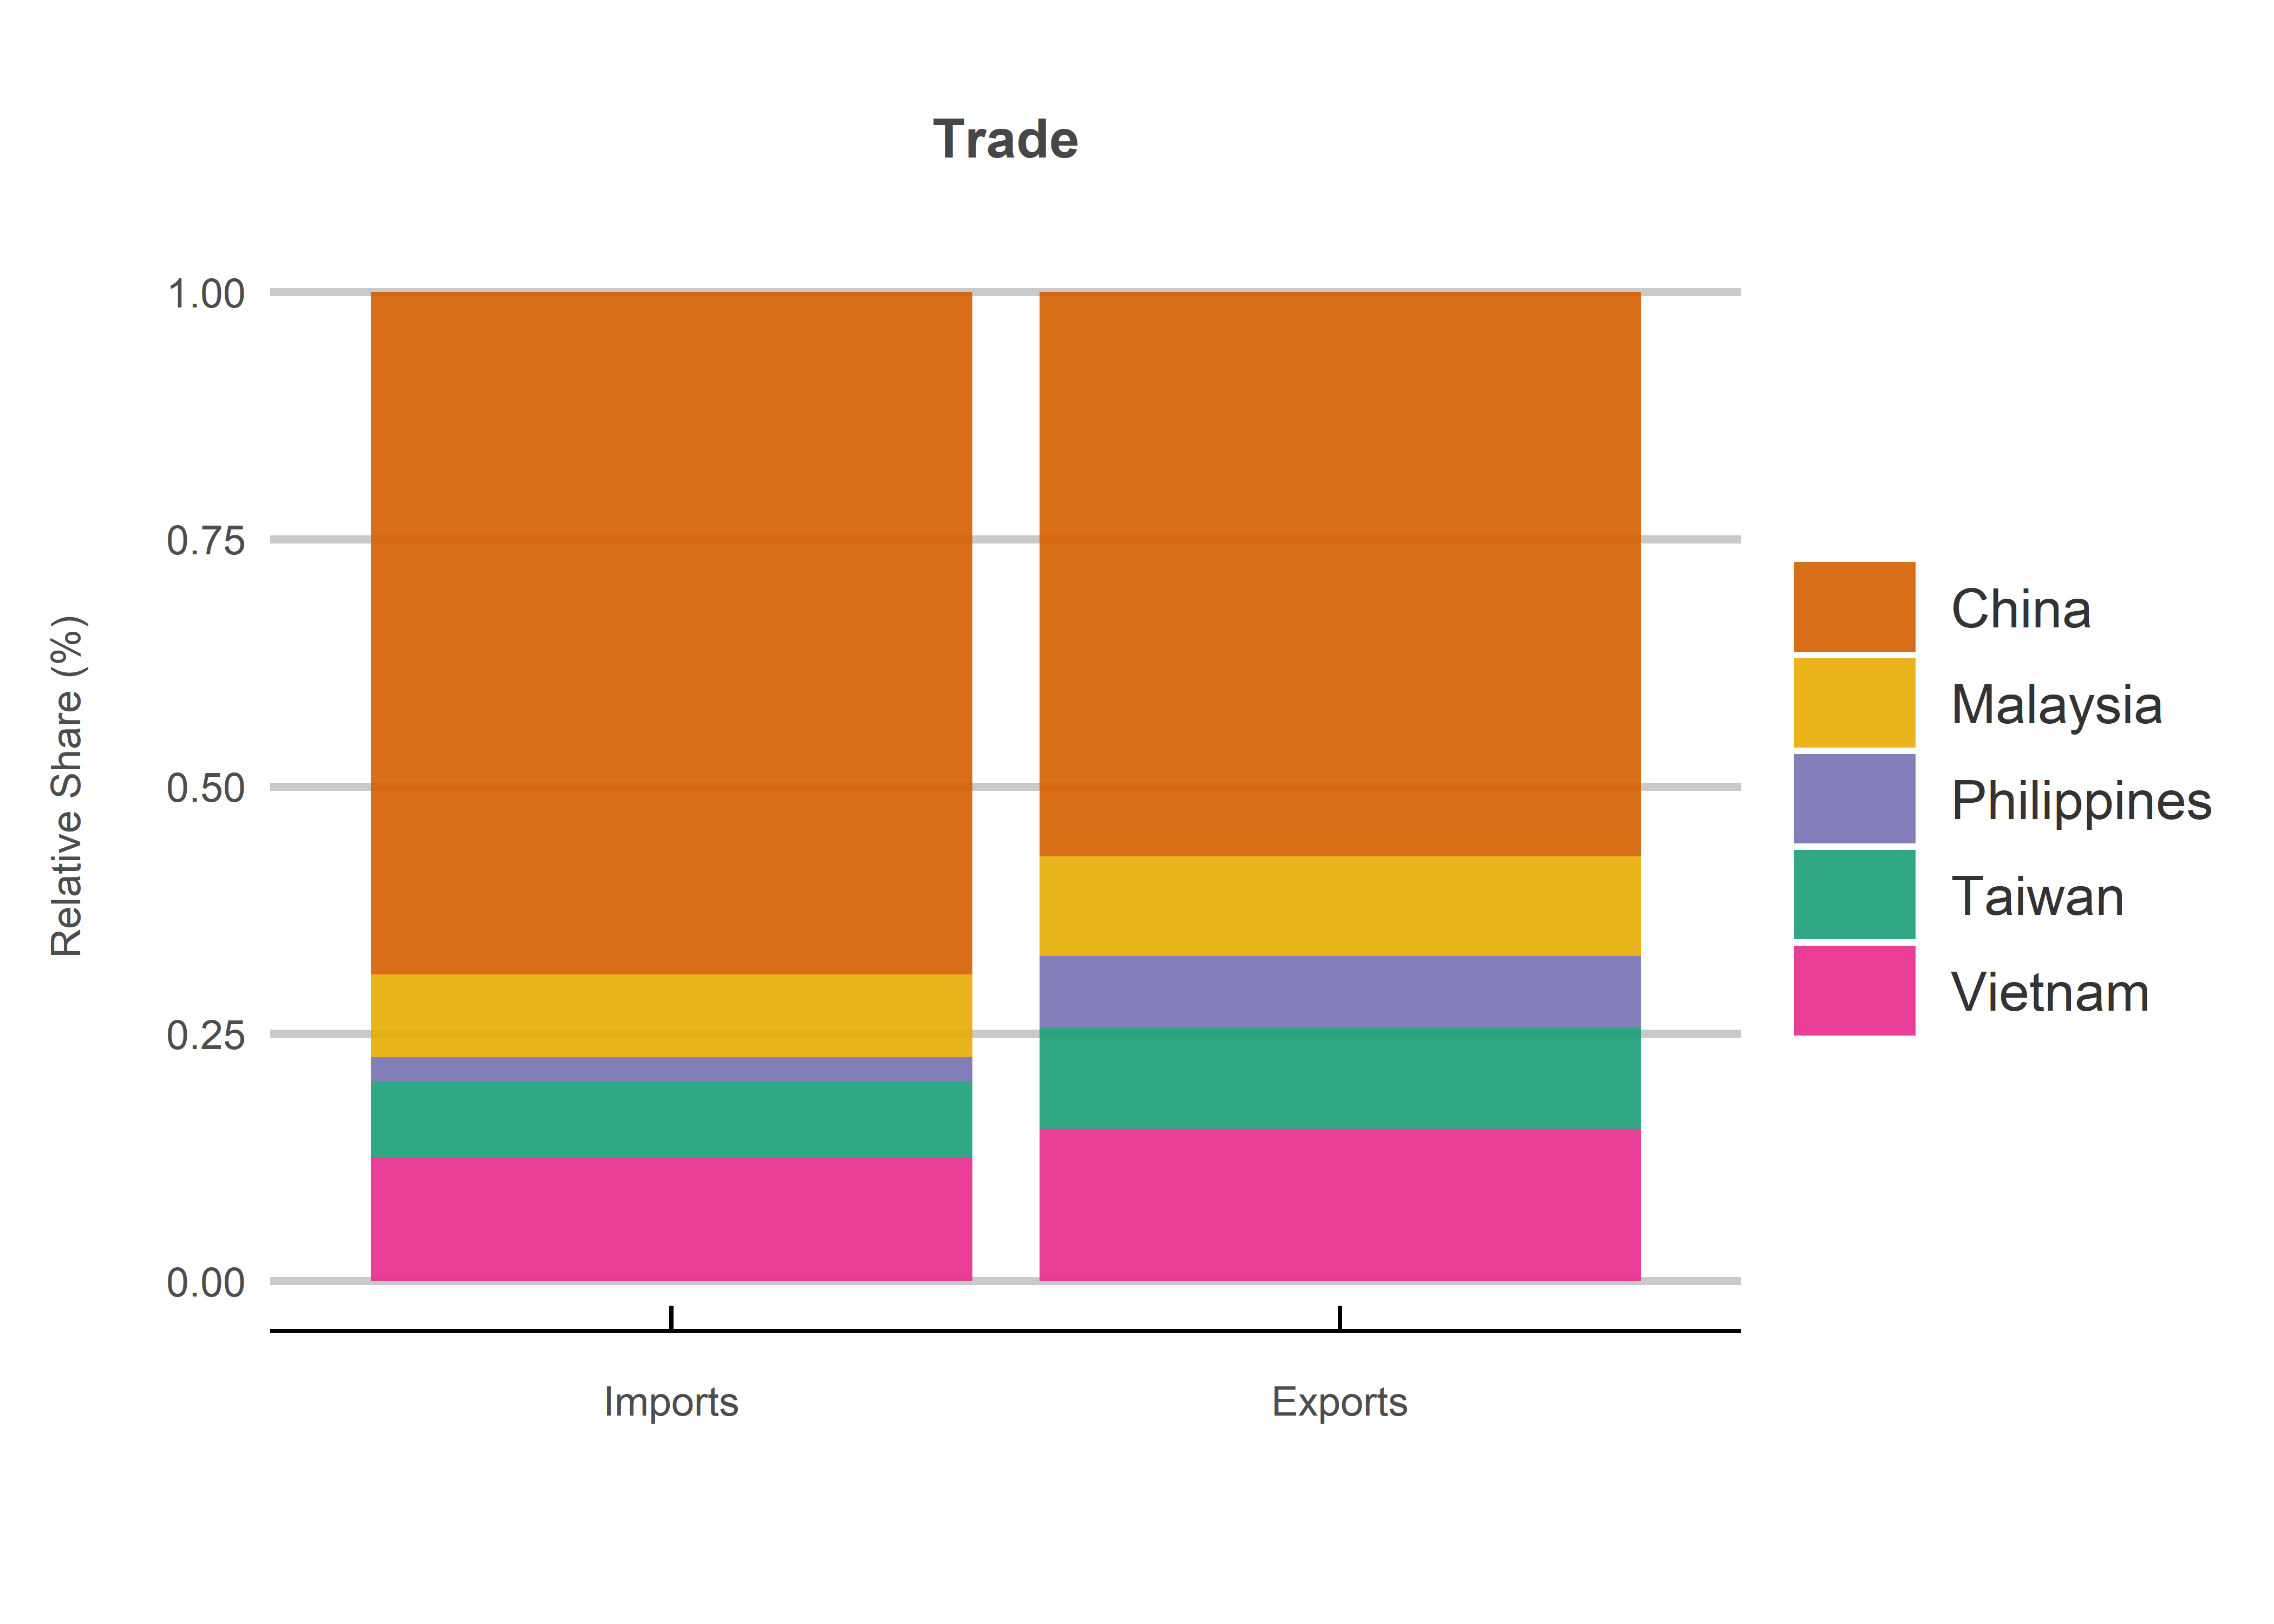 Trade
Relative Share (%)
1.00
0.75
0.50
0.25
0.00
Imports
Exports
China
Malaysia
Philippines
Taiwan
Vietnam